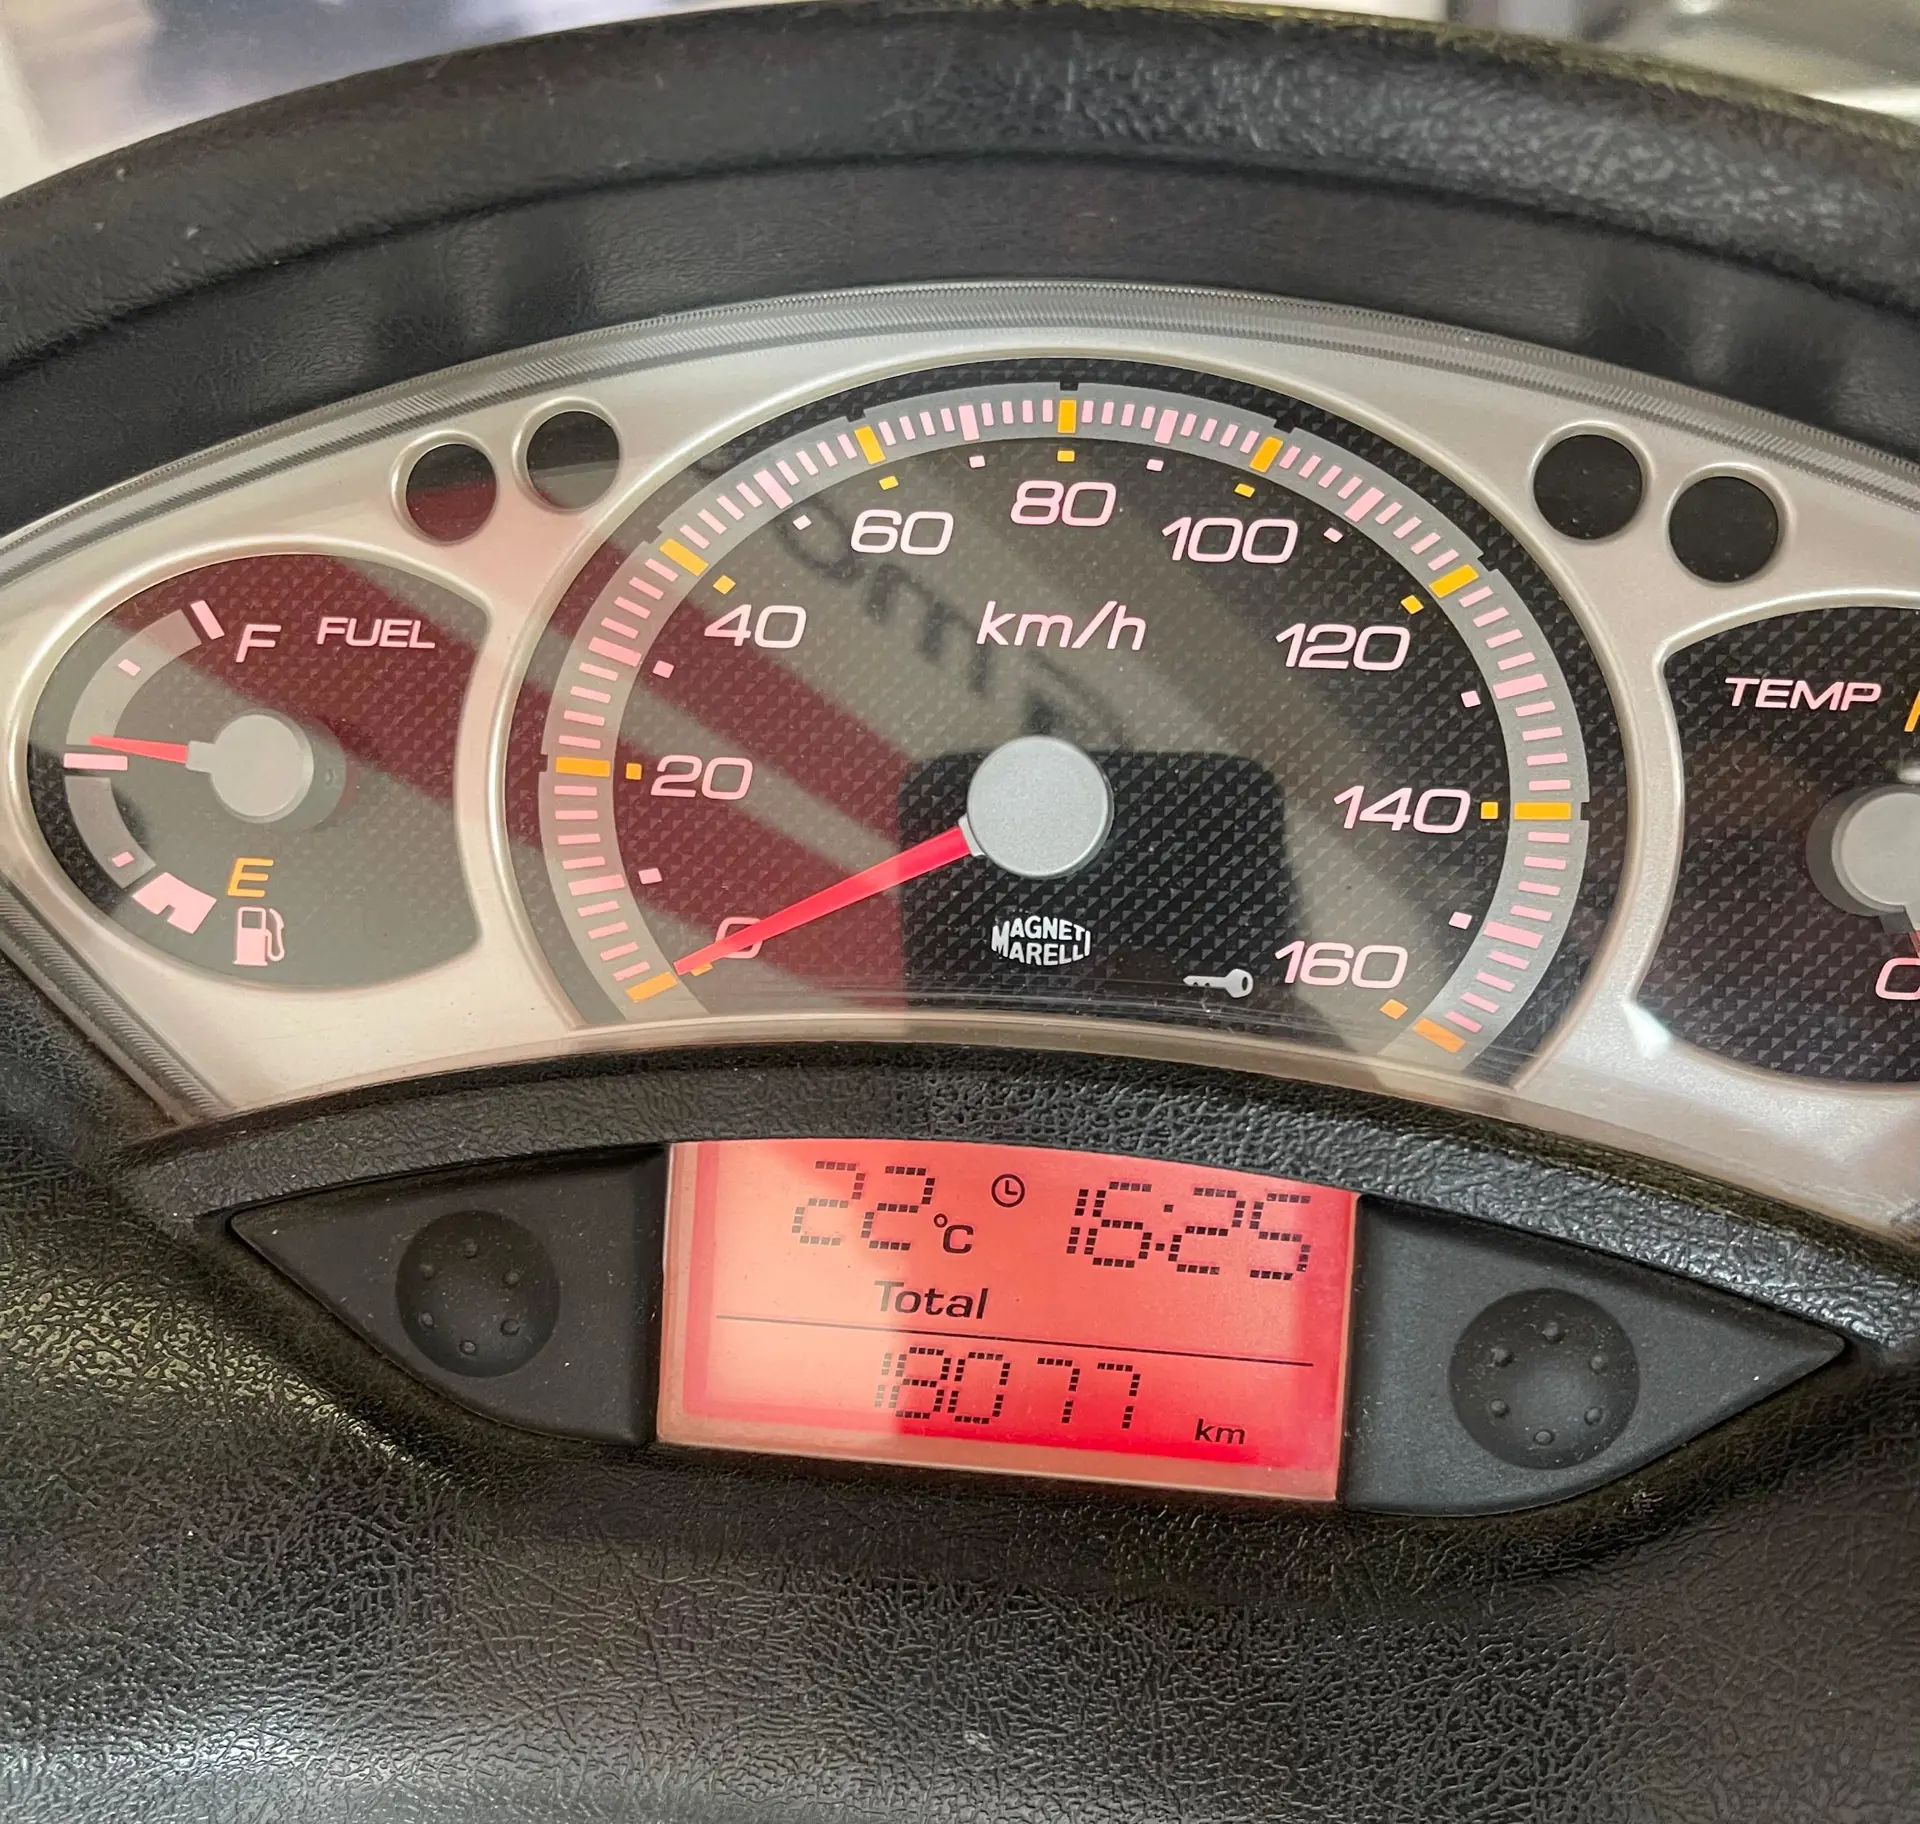 F FUEL
E
0
20
40
60
80
100
120
140
160
km/h
MAGNETI
MARELLI
TEMP
0
22°C 16:25
Total
18077 km